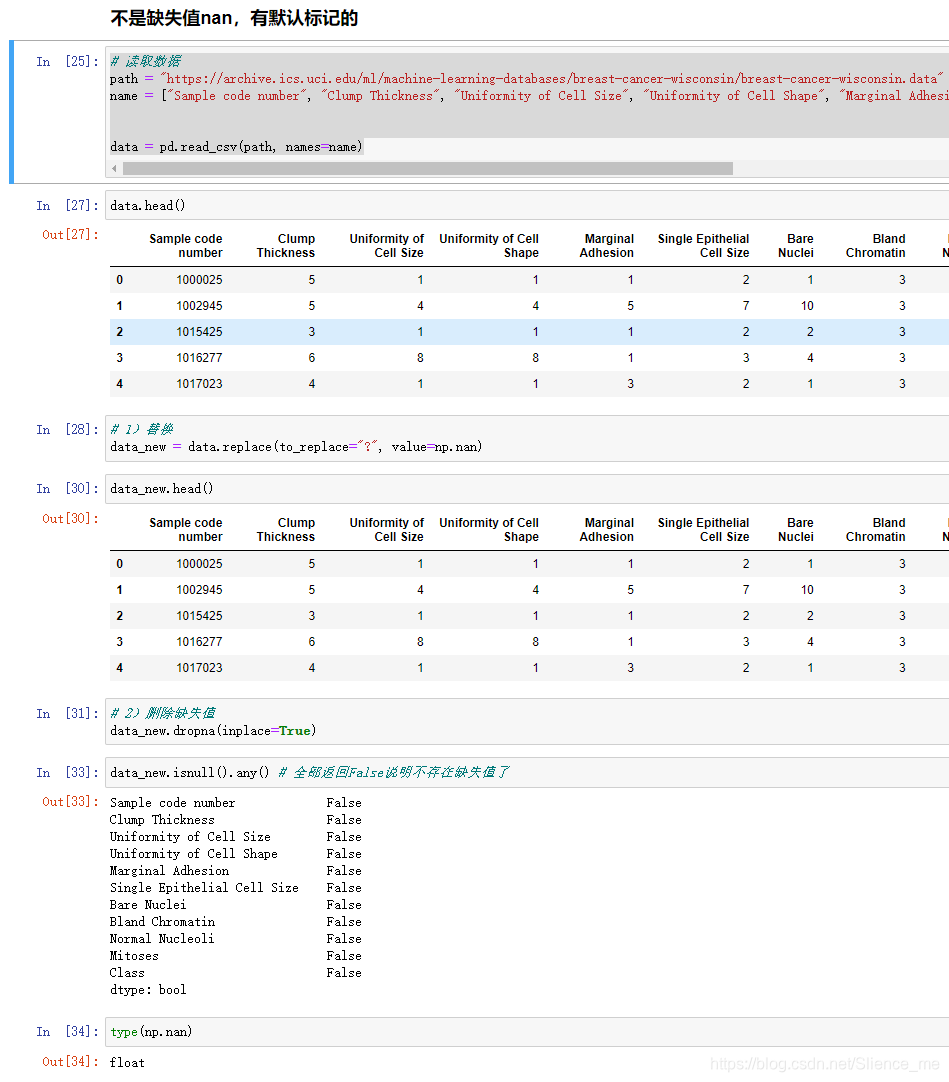 不是缺失值nan，有默认标记的
In [25]: # 读取数据
path = "https://archive.ics.uci.edu/ml/machine-learning-databases/breast-cancer-wisconsin/breast-cancer-wisconsin.data"
name = ["Sample code number", "Clump Thickness", "Uniformity of Cell Size", "Uniformity of Cell Shape", "Marginal Adhesi
data = pd.read_csv(path, names=name)
In [27]: data.head()
Out[27]:
Sample code number Clump Thickness Uniformity of Cell Size Uniformity of Cell Shape Marginal Adhesion Single Epithelial Cell Size Bare Nuclei Bland Chromatin N
0 1000025 5 1 1 1 2 1 3
1 1002945 5 4 4 5 7 10 3
2 1015425 3 1 1 1 2 2 3
3 1016277 6 8 8 1 3 4 3
4 1017023 4 1 1 3 2 1 3
In [28]: # 1）替换
data_new = data.replace(to_replace="?", value=np.nan)
In [30]: data_new.head()
Out[30]:
Sample code number Clump Thickness Uniformity of Cell Size Uniformity of Cell Shape Marginal Adhesion Single Epithelial Cell Size Bare Nuclei Bland Chromatin N
0 1000025 5 1 1 1 2 1 3
1 1002945 5 4 4 5 7 10 3
2 1015425 3 1 1 1 2 2 3
3 1016277 6 8 8 1 3 4 3
4 1017023 4 1 1 3 2 1 3
In [31]: # 2）删除缺失值
data_new.dropna(inplace=True)
In [33]: data_new.isnull().any() # 全部返回False说明不存在缺失值了
Out[33]: Sample code number False
Clump Thickness False
Uniformity of Cell Size False
Uniformity of Cell Shape False
Marginal Adhesion False
Single Epithelial Cell Size False
Bare Nuclei False
Bland Chromatin False
Normal Nucleoli False
Mitoses False
Class False
dtype: bool
In [34]: type(np.nan)
Out[34]: float
https://blog.csdn.net/Slience_me